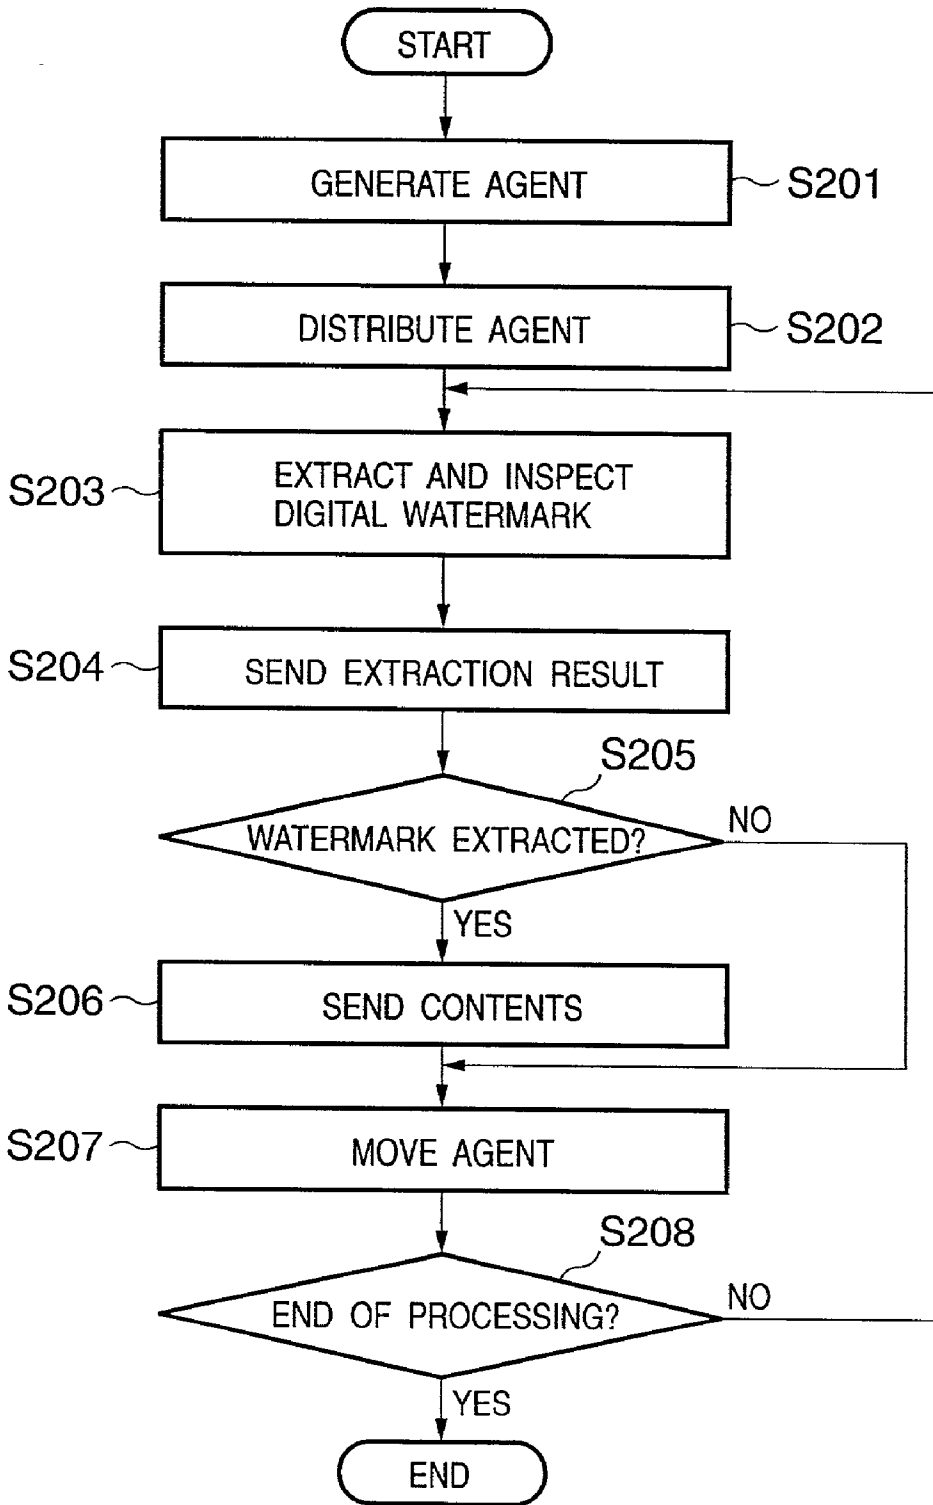 START
GENERATE AGENT
S201
DISTRIBUTE AGENT
S202
S203
EXTRACT AND INSPECT
DIGITAL WATERMARK
S204
SEND EXTRACTION RESULT
S205
WATERMARK EXTRACTED?
NO
YES
S206
SEND CONTENTS
S207
MOVE AGENT
S208
END OF PROCESSING?
NO
YES
END